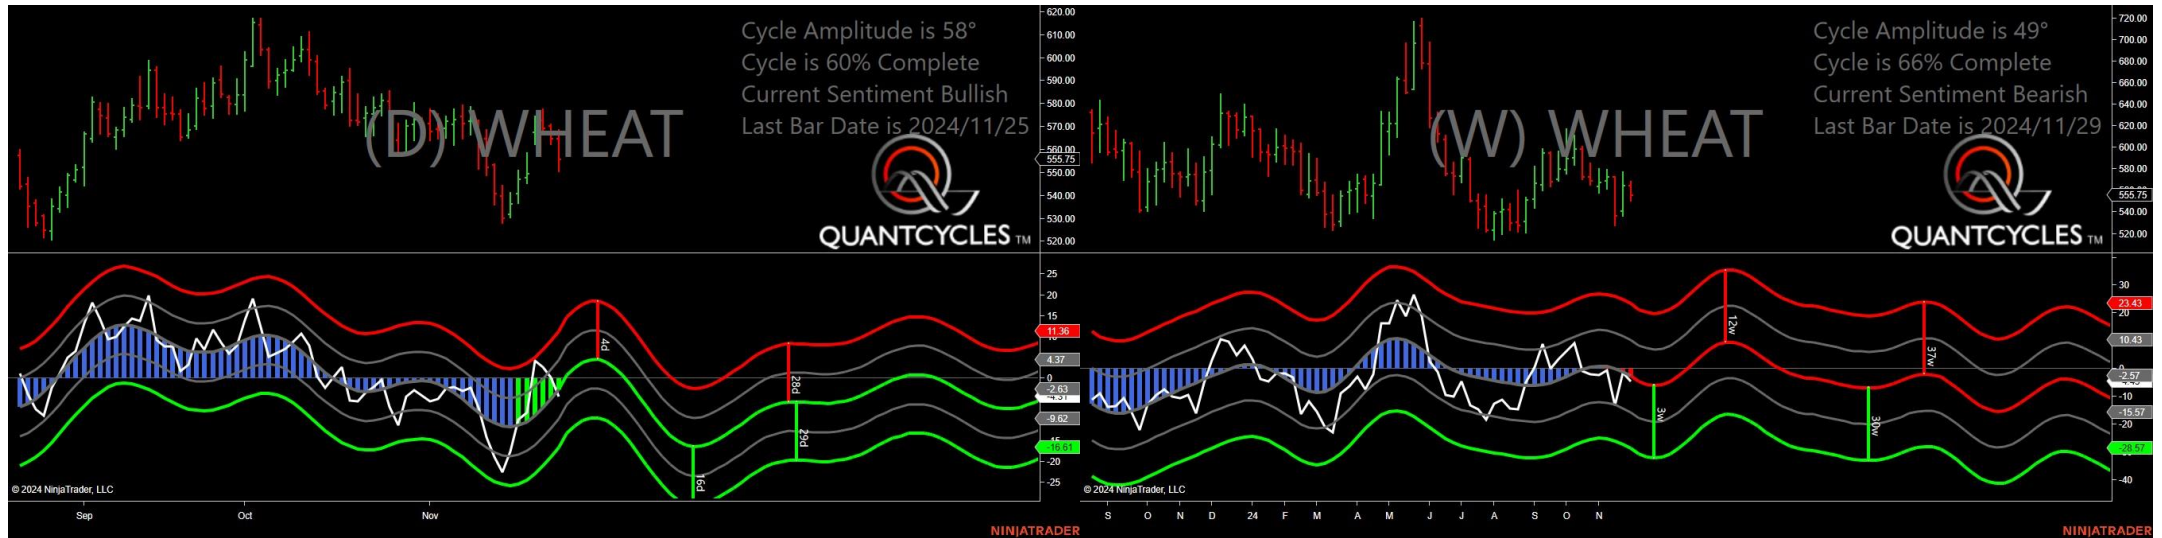 Cycle Amplitude is 58°
Cycle is 60% Complete
Current Sentiment Bullish
Last Bar Date is 2024/11/25
(D) WHEAT
QUANTCYCLES TM
620.00
610.00
600.00
590.00
580.00
570.00
560.00
555.75
550.00
540.00
530.00
520.00
25
20
15
11.36
4.37
0
-2.63
-4.31
-9.62
-16.61
-20
-25
4d
16d
28d
29d
© 2024 NinjaTrader, LLC
Sep
Oct
Nov
NINJATRADER
Cycle Amplitude is 49°
Cycle is 66% Complete
Current Sentiment Bearish
Last Bar Date is 2024/11/29
(W) WHEAT
QUANTCYCLES TM
720.00
700.00
680.00
660.00
640.00
620.00
600.00
580.00
555.75
540.00
520.00
30
23.43
20
10.43
-2.57
-10
-15.57
-20
-28.57
-40
3w
12w
30w
37w
© 2024 NinjaTrader, LLC
S O N D 24 F M A M J J A S O N
NINJATRADER